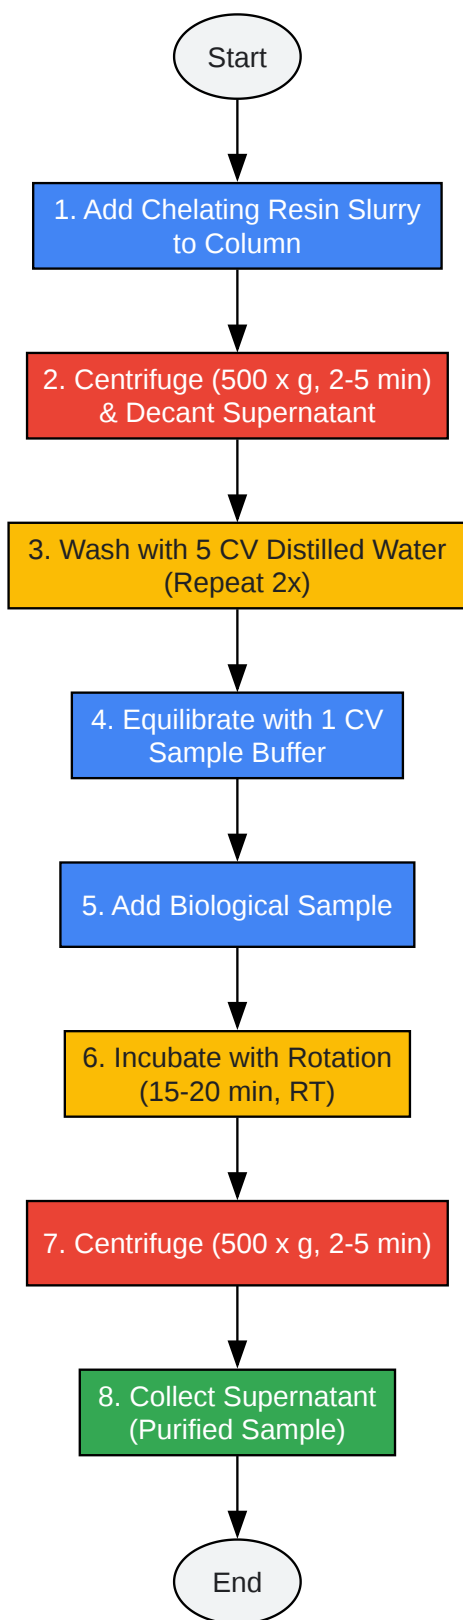 Start
1. Add Chelating Resin Slurry
to Column
2. Centrifuge (500 x g, 2-5 min)
& Decant Supernatant
3. Wash with 5 CV Distilled Water
(Repeat 2x)
4. Equilibrate with 1 CV
Sample Buffer
5. Add Biological Sample
6. Incubate with Rotation
(15-20 min, RT)
7. Centrifuge (500 x g, 2-5 min)
8. Collect Supernatant
(Purified Sample)
End